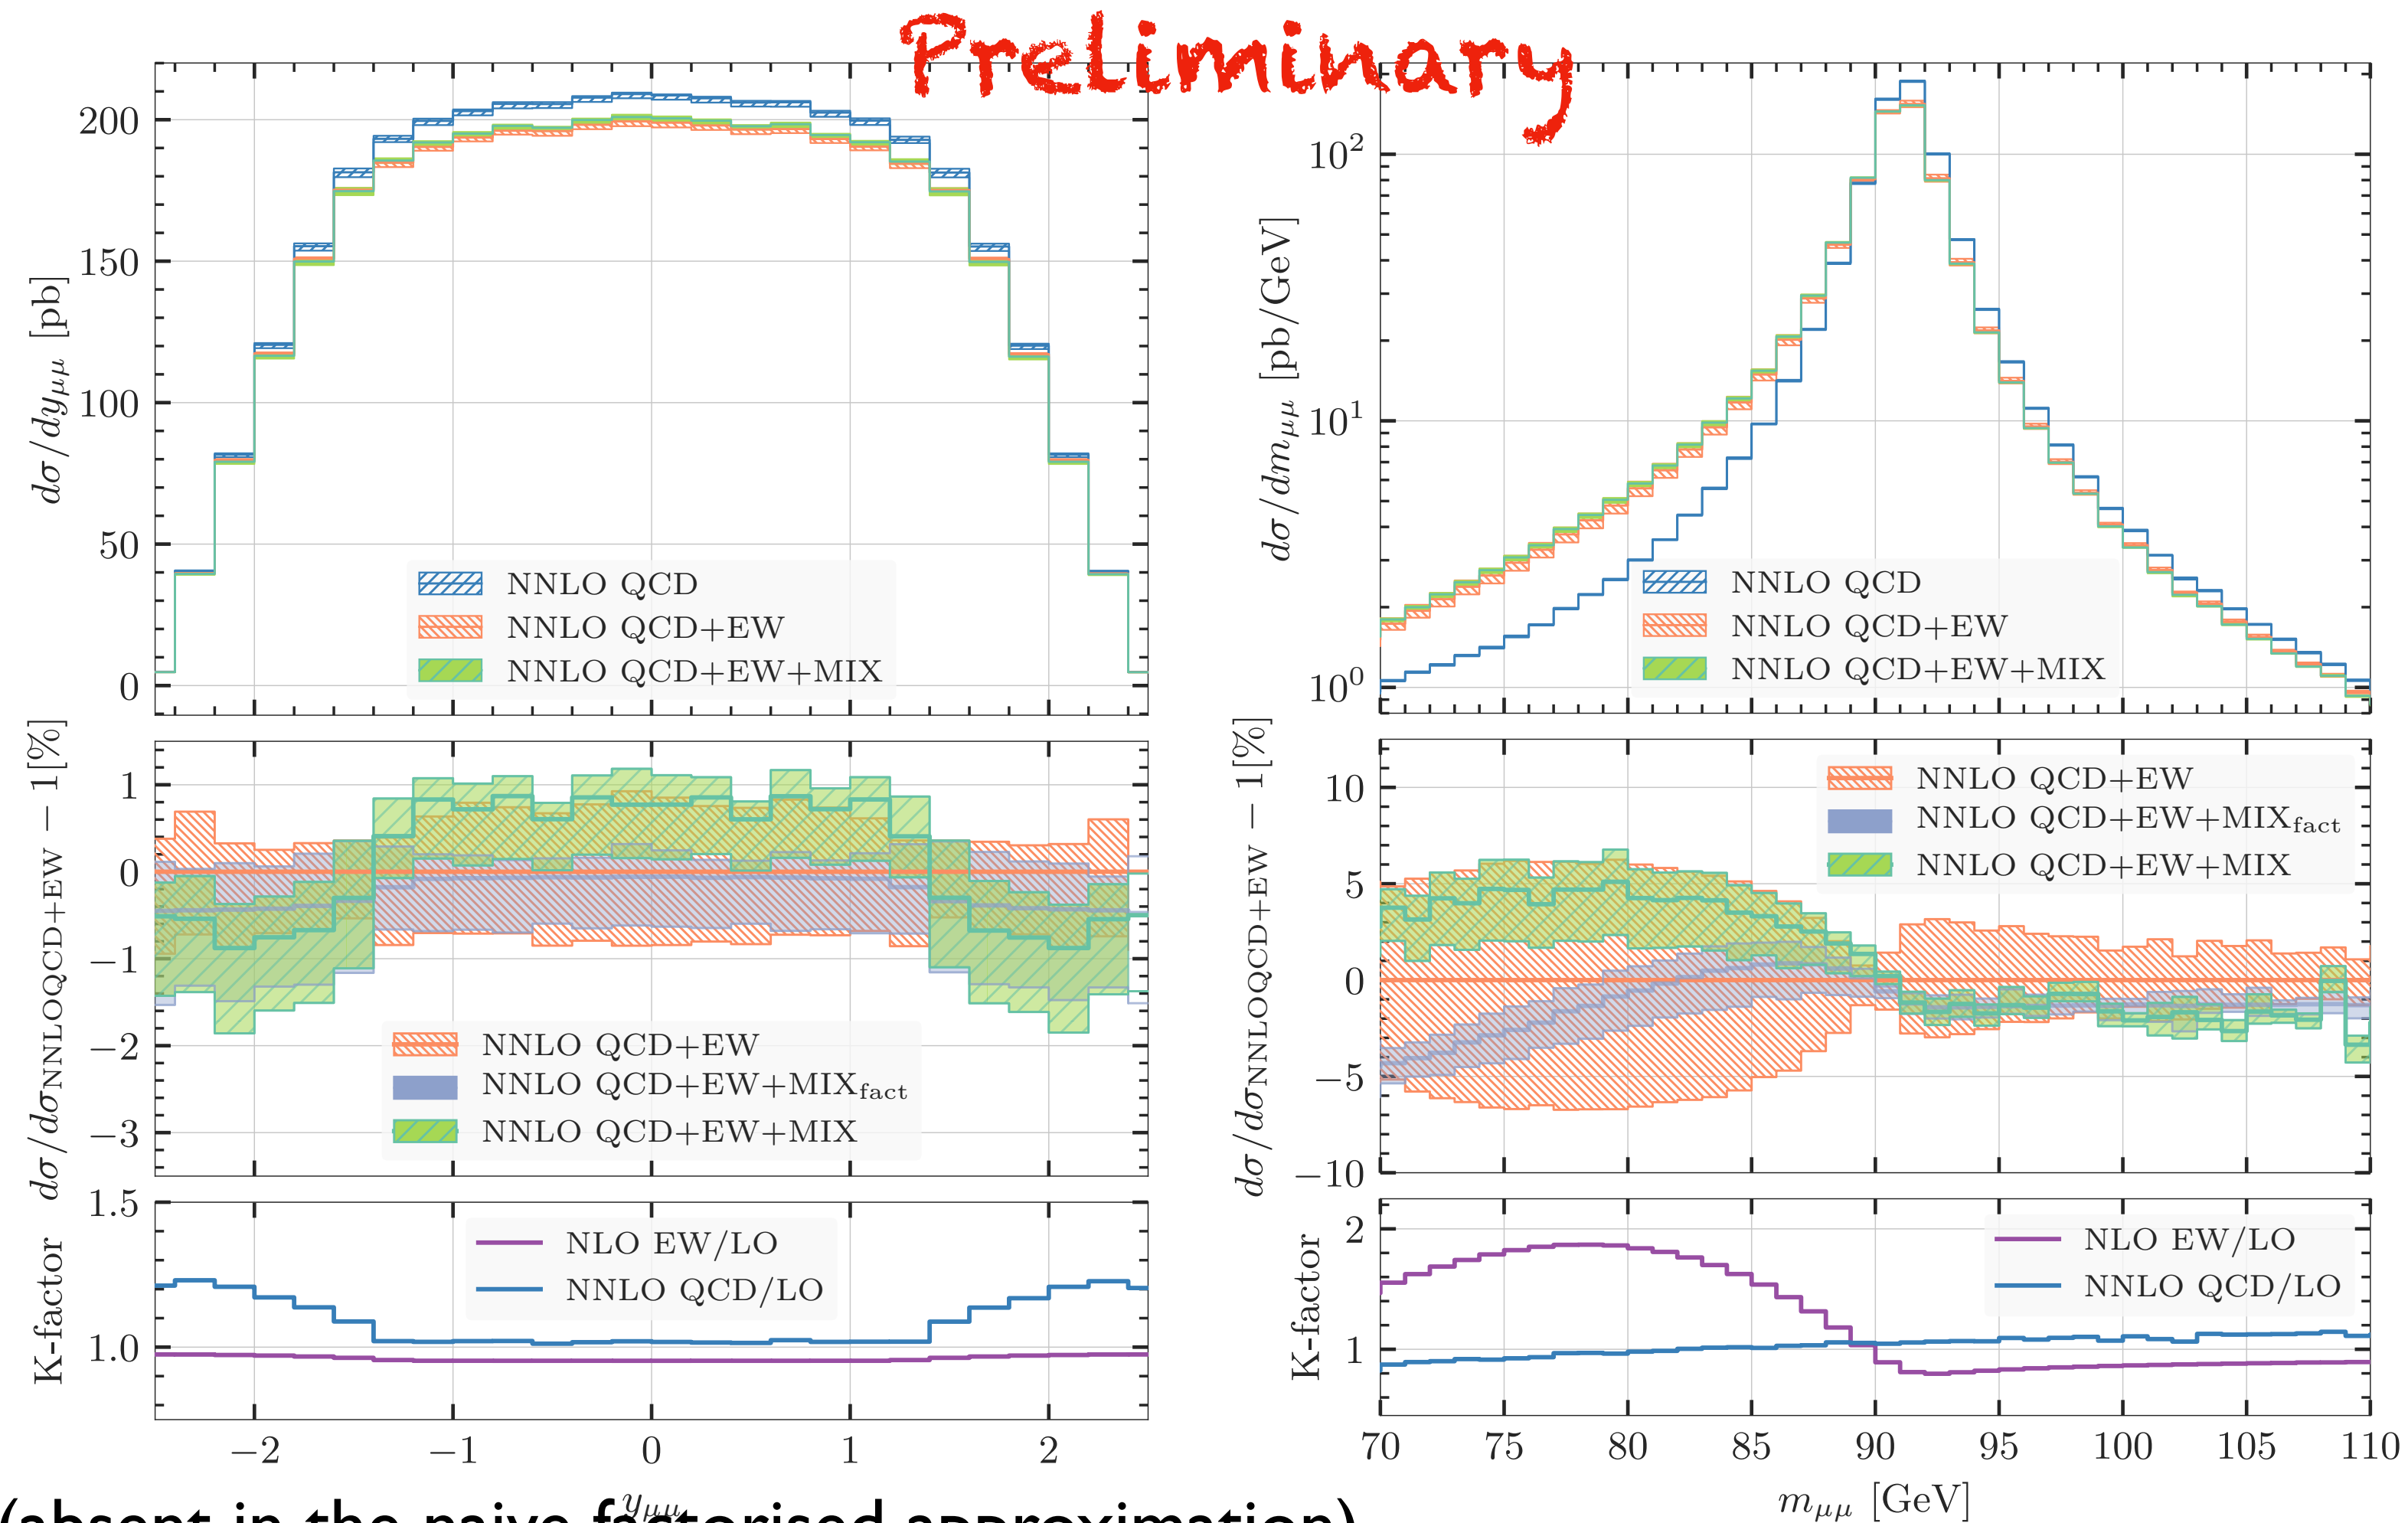 Preliminary
200
150
100
50
0
dσ/dy_μμ [pb]
NNLO QCD
NNLO QCD+EW
NNLO QCD+EW+MIX
1
0
−1
−2
−3
dσ/dσ_NNLOQCD+EW − 1[%]
NNLO QCD+EW
NNLO QCD+EW+MIX_fact
NNLO QCD+EW+MIX
1.5
1.0
K-factor
NLO EW/LO
NNLO QCD/LO
−2 −1 0 1 2
y_μμ
10^2
10^1
10^0
dσ/dm_μμ [pb/GeV]
NNLO QCD
NNLO QCD+EW
NNLO QCD+EW+MIX
10
5
0
−5
−10
dσ/dσ_NNLOQCD+EW − 1[%]
NNLO QCD+EW
NNLO QCD+EW+MIX_fact
NNLO QCD+EW+MIX
2
1
K-factor
NLO EW/LO
NNLO QCD/LO
70 75 80 85 90 95 100 105 110
m_μμ [GeV]
(absent in the naive factorised approximation)